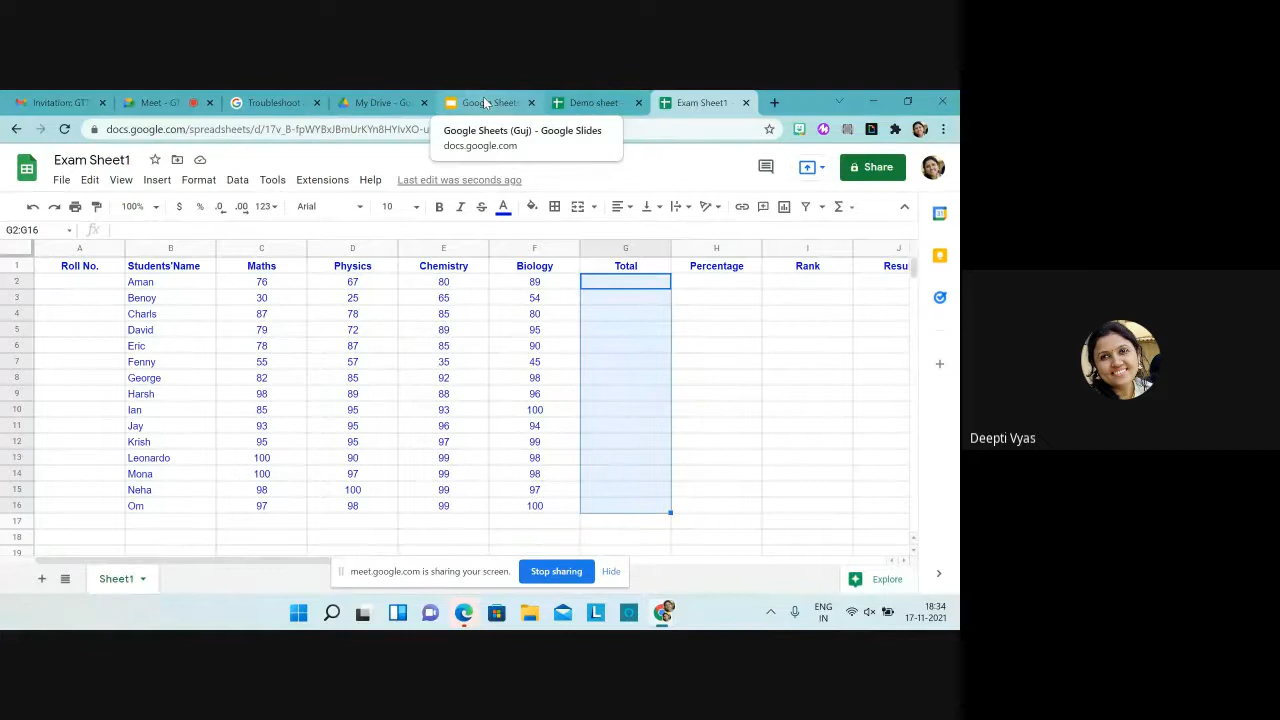 Invitation: GTT
Meet - GT
Troubleshoot
My Drive - Go
Google Sheets
Demo sheet
Exam Sheet1
docs.google.com/spreadsheets/d/17v_B-fpWYBxJBmUrKYn8HYIvXO-u
Google Sheets (Guj) - Google Slides
docs.google.com
Exam Sheet1
Share
File Edit View Insert Format Data Tools Extensions Help Last edit was seconds ago
100% $ % .0 .00 123 Arial 10 B I S A
G2:G16 fx
A B C D E F G H I J
1 Roll No. Students'Name Maths Physics Chemistry Biology Total Percentage Rank Resu
2 Aman 76 67 80 89
3 Benoy 30 25 65 54
4 Charls 87 78 85 80
5 David 79 72 89 95
6 Eric 78 87 85 90
7 Fenny 55 57 35 45
8 George 82 85 92 98
9 Harsh 98 89 88 96
10 Ian 85 95 93 100
11 Jay 93 95 96 94
12 Krish 95 95 97 99
13 Leonardo 100 90 99 98
14 Mona 100 97 99 98
15 Neha 98 100 99 97
16 Om 97 98 99 100
17
18
19
meet.google.com is sharing your screen. Stop sharing Hide
Sheet1 Explore
ENG 18:34
IN 17-11-2021
Deepti Vyas